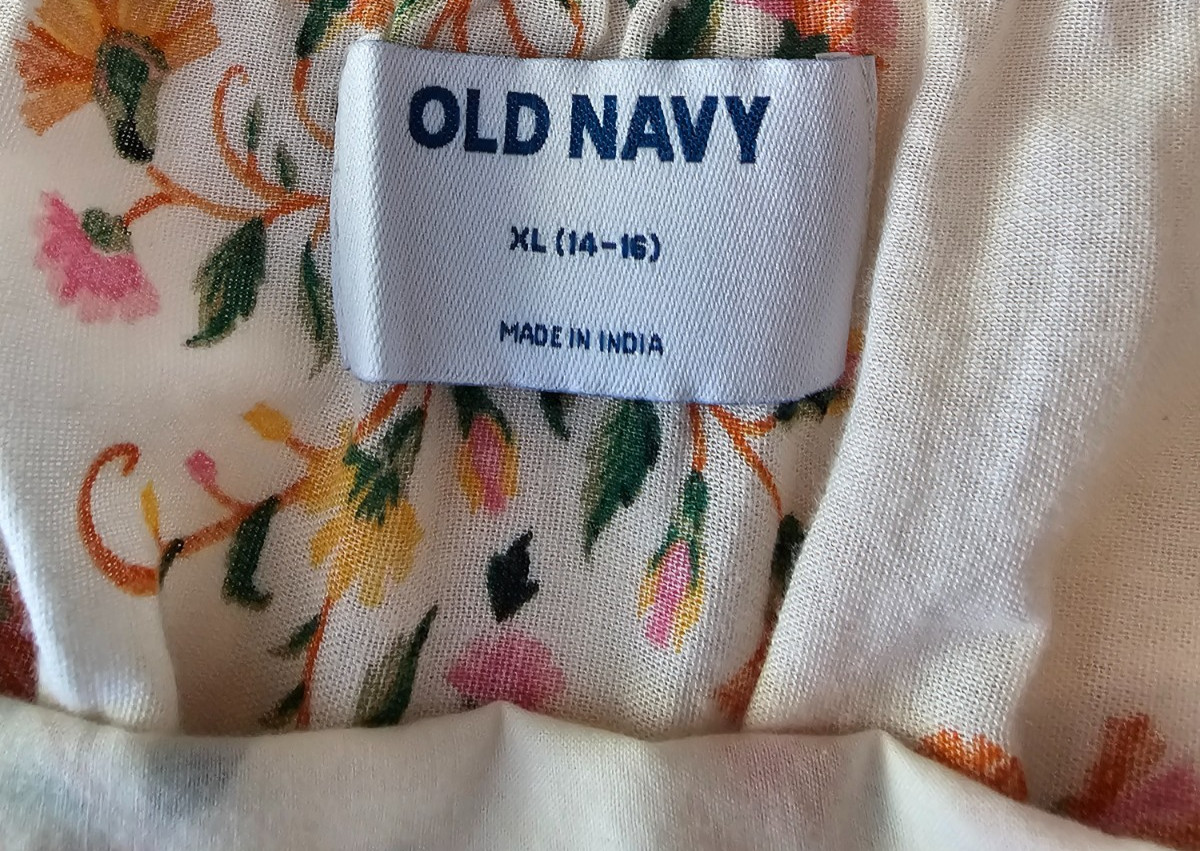 OLD NAVY
XL (14-16)
MADE IN INDIA